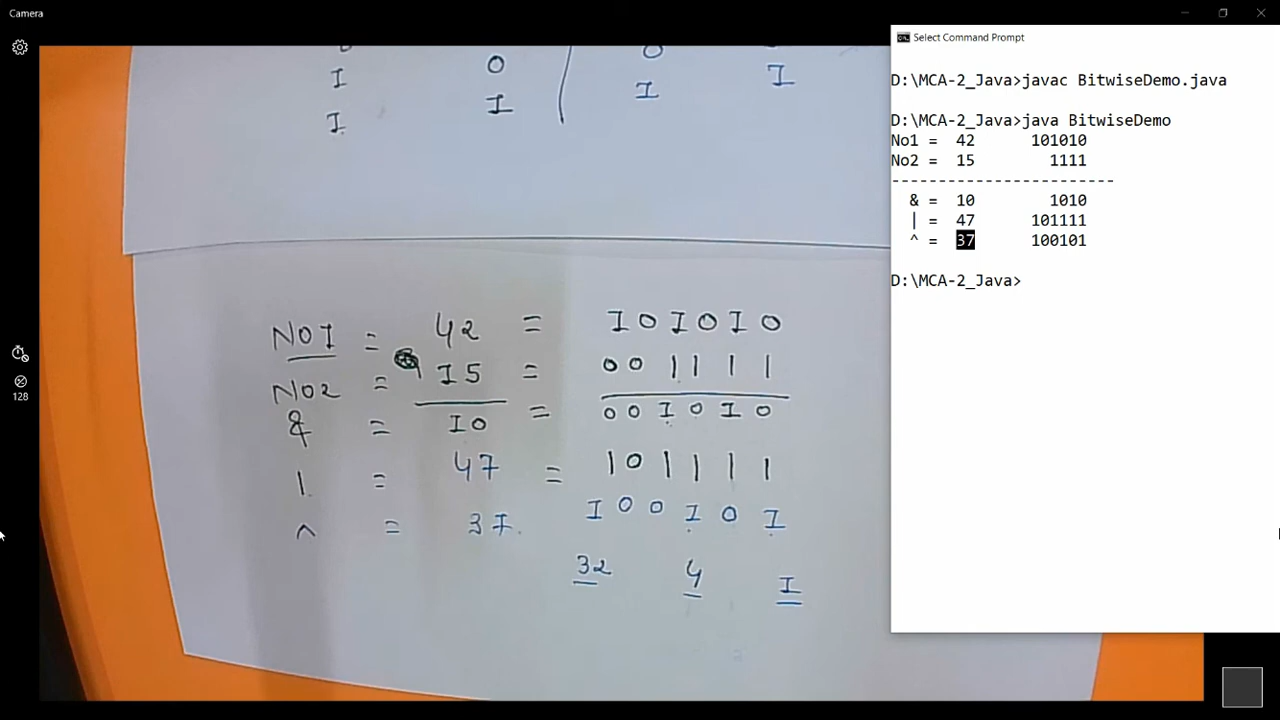 Camera
Select Command Prompt
D:\MCA-2_Java>javac BitwiseDemo.java
D:\MCA-2_Java>java BitwiseDemo
No1 = 42 101010
No2 = 15 1111
------------------------
& = 10 1010
| = 47 101111
^ = 37 100101
D:\MCA-2_Java>
I 0 I
I I I
I
NO1 = 42 = 101010
NO2 = 15 = 001111
& = 10 = 001010
| = 47 = 101111
^ = 37. 100101
32 4 I
128